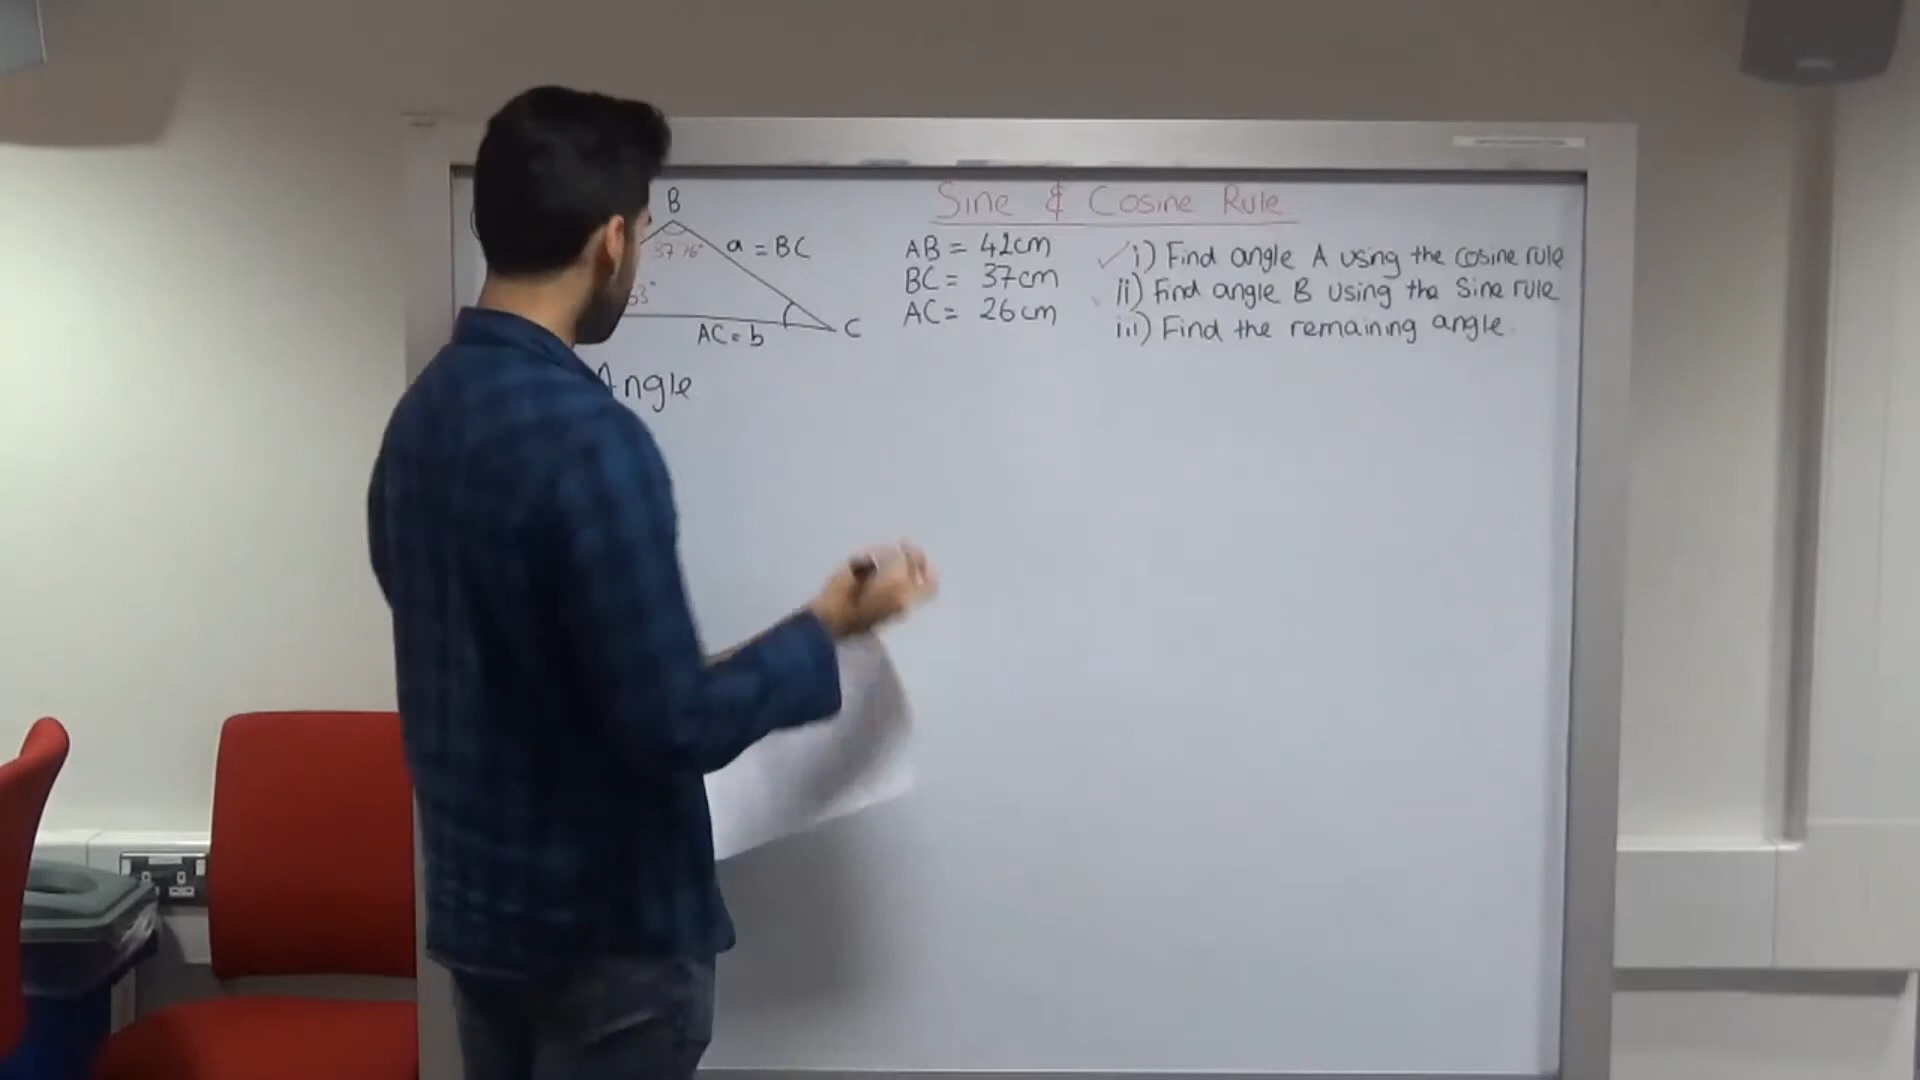 Sine & Cosine Rule
B
37.76°
a = BC
63°
AC = b
C
AB = 42cm
BC = 37cm
AC = 26cm
i) Find angle A using the cosine rule
ii) Find angle B using the Sine rule
iii) Find the remaining angle.
Angle